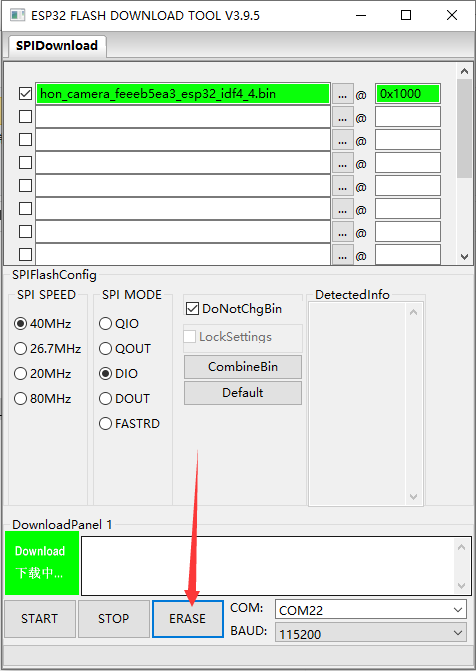 ESP32 FLASH DOWNLOAD TOOL V3.9.5
SPIDownload
hon_camera_feeeb5ea3_esp32_idf4_4.bin ... @ 0x1000
... @
... @
... @
... @
... @
... @
... @
SPIFlashConfig
SPI SPEED
40MHz
26.7MHz
20MHz
80MHz
SPI MODE
QIO
QOUT
DIO
DOUT
FASTRD
DoNotChgBin
LockSettings
CombineBin
Default
DetectedInfo
DownloadPanel 1
Download
下载中...
START
STOP
ERASE
COM: COM22
BAUD: 115200